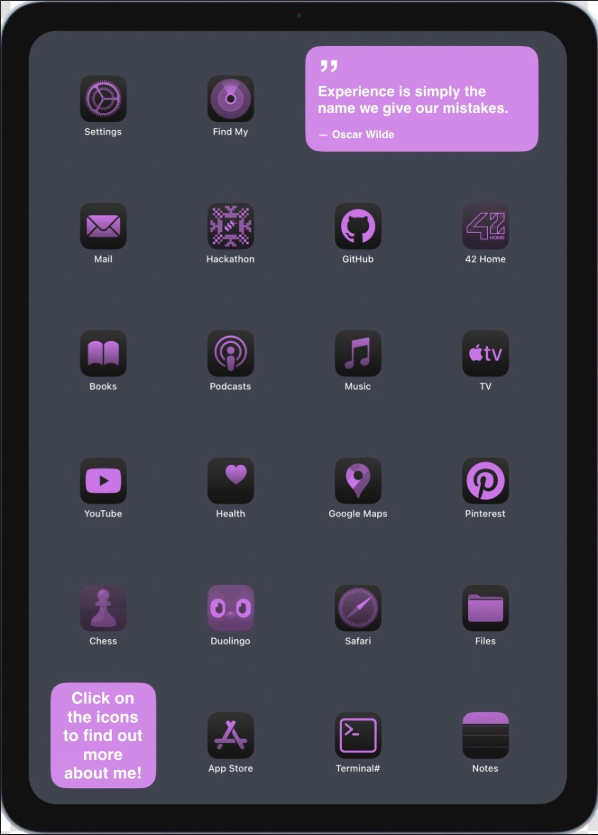 ”
Experience is simply the
name we give our mistakes.
— Oscar Wilde
Settings
Find My
Mail
Hackathon
GitHub
42
HOME
42 Home
Books
Podcasts
Music
tv
TV
YouTube
Health
Google Maps
Pinterest
Chess
Duolingo
Safari
Files
Click on
the icons
to find out
more
about me!
App Store
>_
Terminal#
Notes